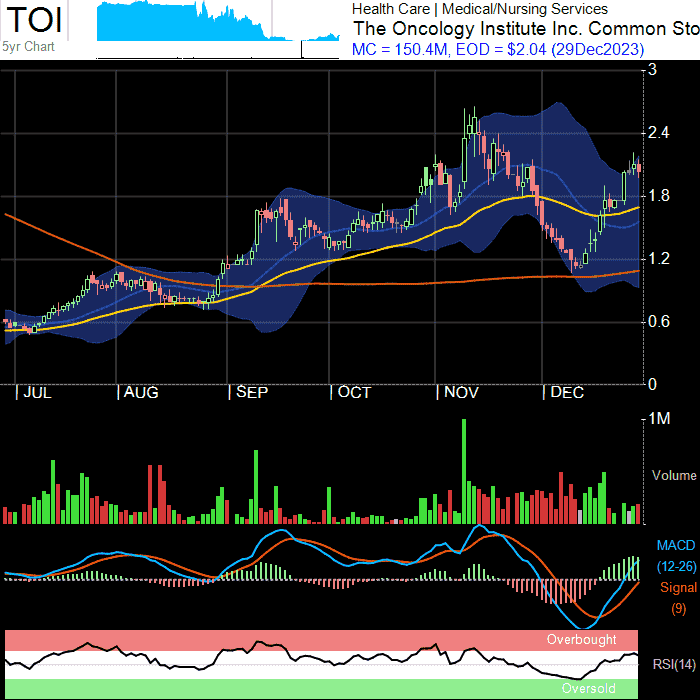 TOI
5yr Chart
Health Care | Medical/Nursing Services
The Oncology Institute Inc. Common Sto
MC = 150.4M, EOD = $2.04 (29Dec2023)
3
2.4
1.8
1.2
0.6
0
JUL AUG SEP OCT NOV DEC
1M
Volume
MACD
(12-26)
Signal
(9)
Overbought
RSI(14)
Oversold